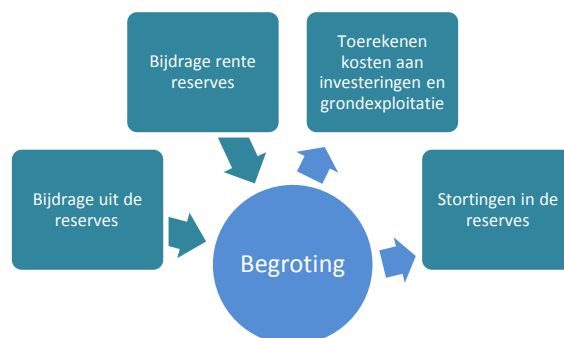 Bijdrage rente
reserves
Toerekenen
kosten aan
investeringen en
grondexploitatie
Bijdrage uit de
reserves
Stortingen in de
reserves
Begroting